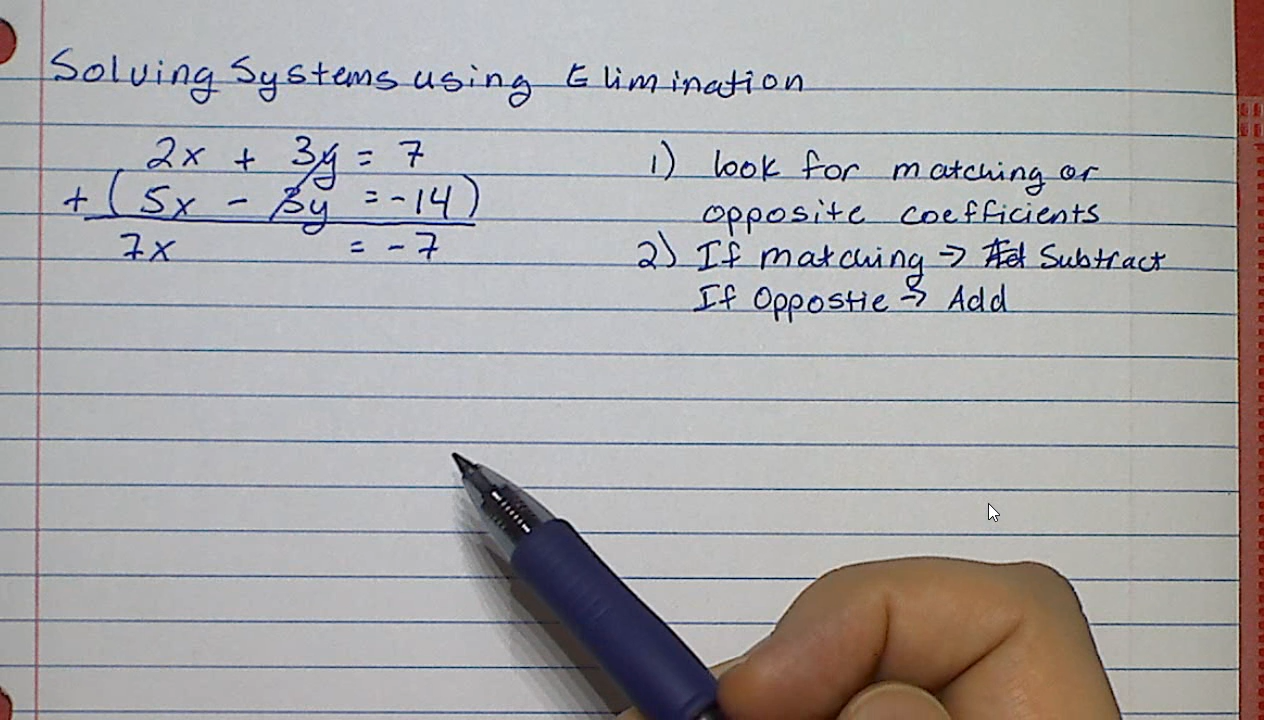 Solving Systems using Elimination
2x + 3y = 7
+ ( 5x - 3y = -14 )
7x = -7
1) look for matching or
opposite coefficients
2) If matching → Subtract
If Oppostie → Add